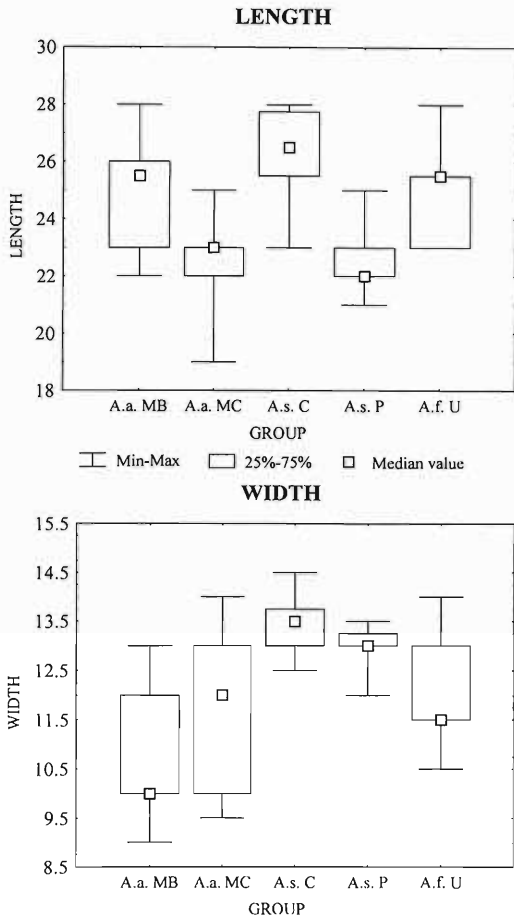 LENGTH
30
28
26
24
22
20
18
LENGTH
A.a. MB A.a. MC A.s. C A.s. P A.f. U
GROUP
Min-Max 25%-75% Median value
WIDTH
15.5
14.5
13.5
12.5
11.5
10.5
9.5
8.5
WIDTH
A.a. MB A.a. MC A.s. C A.s. P A.f. U
GROUP